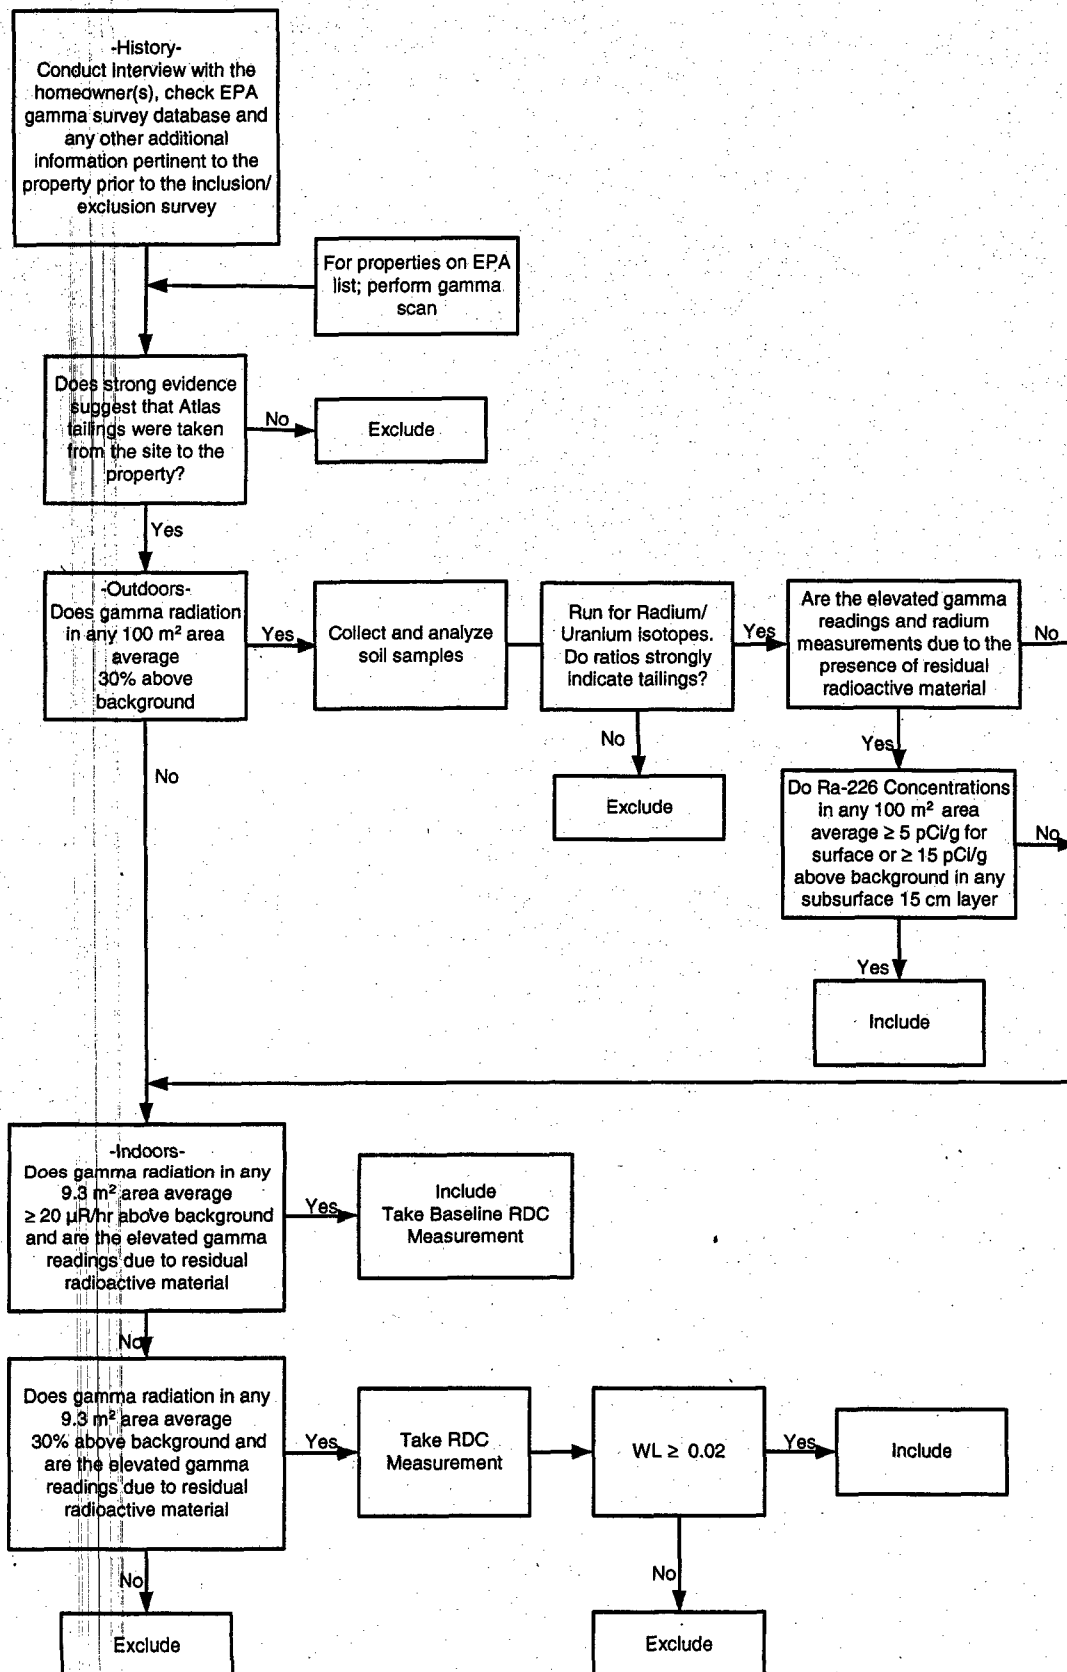 -History-
Conduct Interview with the
homeowner(s), check EPA
gamma survey database and
any other additional
information pertinent to the
property prior to the inclusion/
exclusion survey
For properties on EPA
list; perform gamma
scan
Does strong evidence
suggest that Atlas
tailings were taken
from the site to the
property?
No
Exclude
Yes
-Outdoors-
Does gamma radiation
in any 100 m² area
average
30% above
background
Yes
Collect and analyze
soil samples
Run for Radium/
Uranium isotopes.
Do ratios strongly
indicate tailings?
Yes
Are the elevated gamma
readings and radium
measurements due to the
presence of residual
radioactive material
No
No
Exclude
Yes
Do Ra-226 Concentrations
in any 100 m² area
average ≥ 5 pCi/g for
surface or ≥ 15 pCi/g
above background in any
subsurface 15 cm layer
No
Yes
Include
No
-Indoors-
Does gamma radiation in any
9.3 m² area average
≥ 20 µR/hr above background
and are the elevated gamma
readings due to residual
radioactive material
Yes
Include
Take Baseline RDC
Measurement
No
Does gamma radiation in any
9.3 m² area average
30% above background and
are the elevated gamma
readings due to residual
radioactive material
Yes
Take RDC
Measurement
WL ≥ 0.02
Yes
Include
No
Exclude
No
Exclude